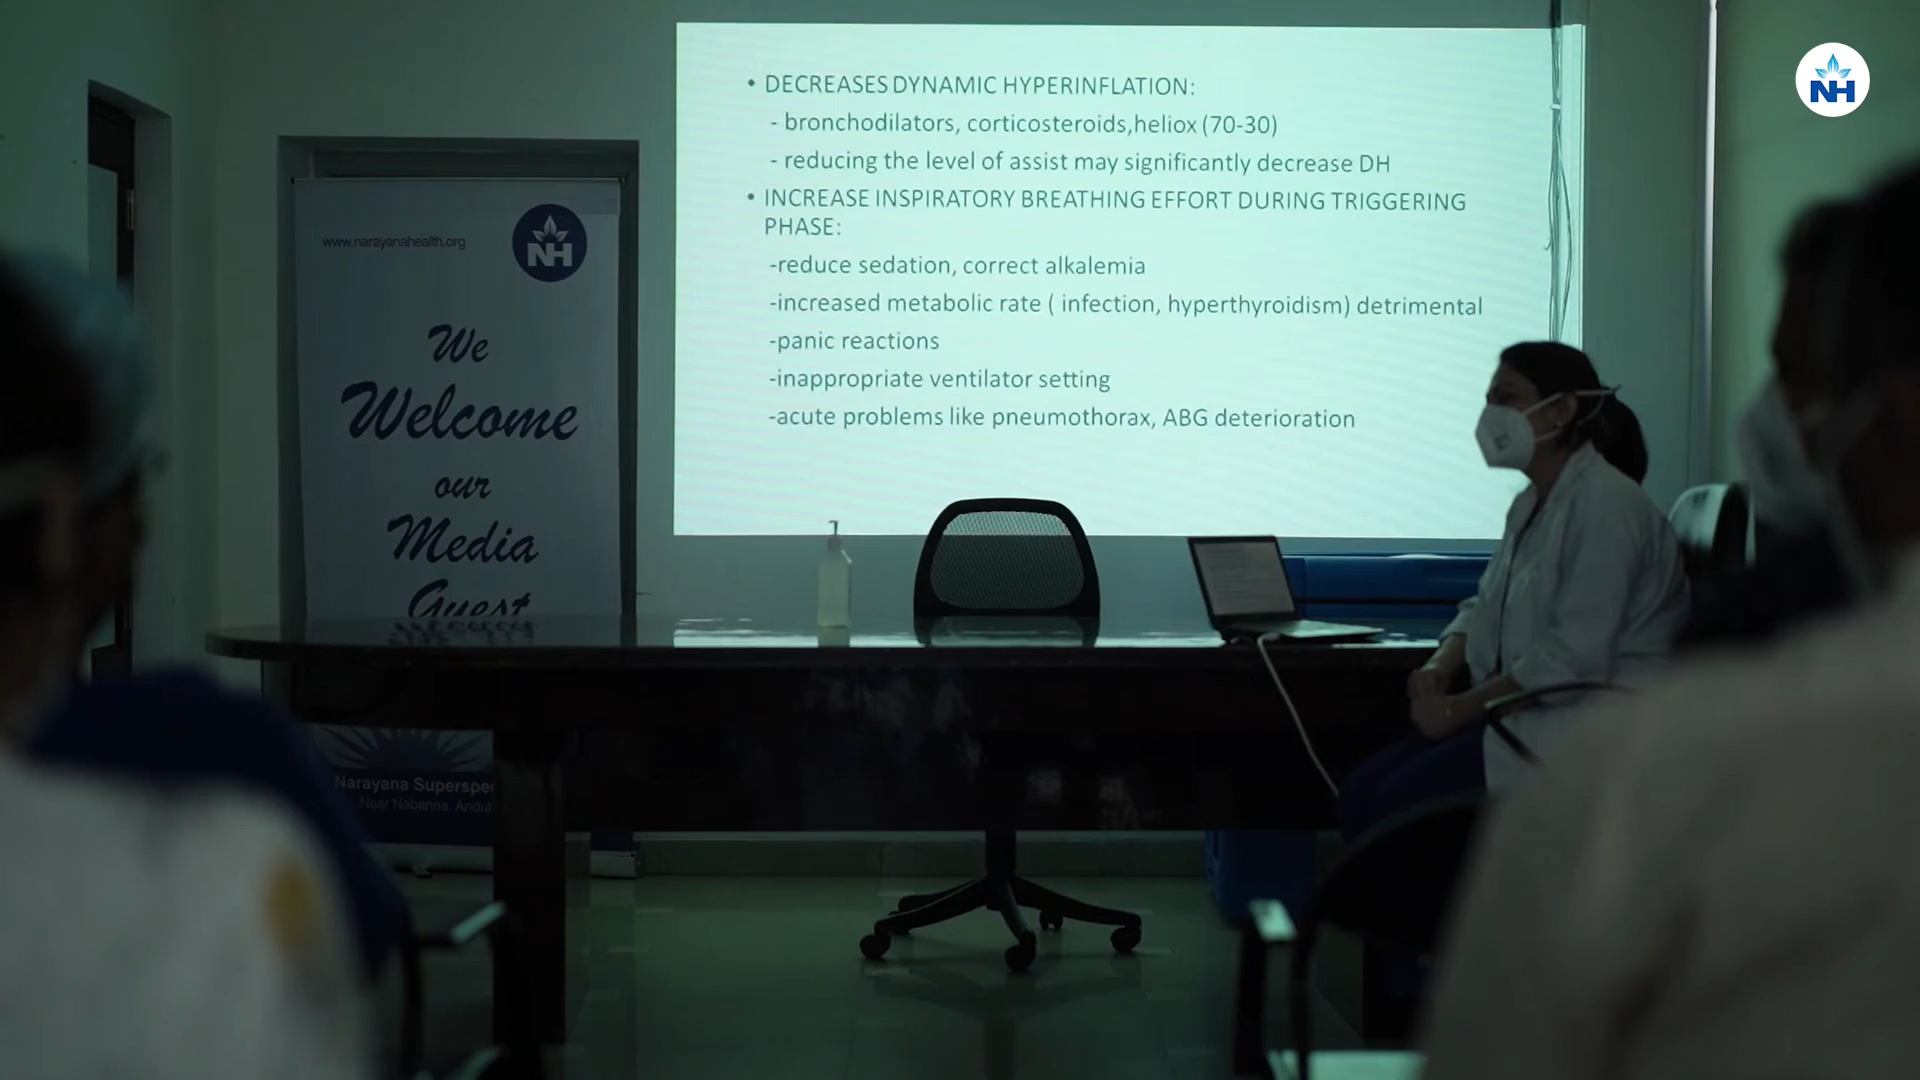 • DECREASES DYNAMIC HYPERINFLATION:
- bronchodilators, corticosteroids,heliox (70-30)
- reducing the level of assist may significantly decrease DH
• INCREASE INSPIRATORY BREATHING EFFORT DURING TRIGGERING
PHASE:
-reduce sedation, correct alkalemia
-increased metabolic rate ( infection, hyperthyroidism) detrimental
-panic reactions
-inappropriate ventilator setting
-acute problems like pneumothorax, ABG deterioration
NH
www.narayanahealth.org
NH
We
Welcome
our
Media
Guest
Narayana
Near Nabanna,